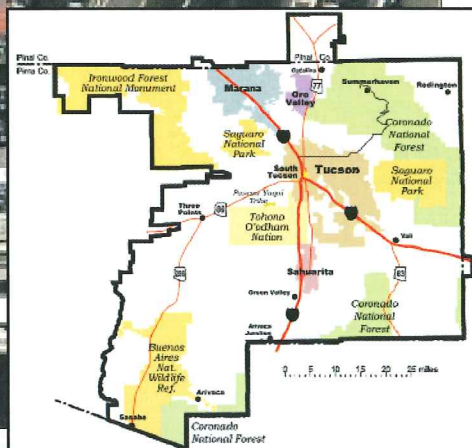 Pinal Co.
Pima Co.
Pinal Co.
Catalina
77
Ironwood Forest
National Monument
Marana
Oro
Valley
Summerhaven
Redington
Coronado
National
Forest
Saguaro
National
Park
South
Tucson
Tucson
Saguaro
National
Park
Pascua Yaqui
Tribe
Three
Points
86
Tohono
O'odham
Nation
Vail
286
Sahuarita
83
Green Valley
Coronado
National
Forest
Arivaca
Junction
Buenos
Aires
Nat.
Wildlife
Ref.
Arivaca
Sasabe
Coronado
National Forest
0 5 10 15 20 25 miles